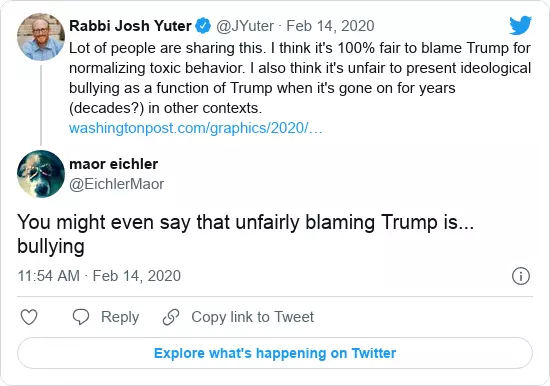 Rabbi Josh Yuter @JYuter · Feb 14, 2020
Lot of people are sharing this. I think it's 100% fair to blame Trump for
normalizing toxic behavior. I also think it's unfair to present ideological
bullying as a function of Trump when it's gone on for years
(decades?) in other contexts.
washingtonpost.com/graphics/2020/…
maor eichler
@EichlerMaor
You might even say that unfairly blaming Trump is...
bullying
11:54 AM · Feb 14, 2020
Reply Copy link to Tweet
Explore what's happening on Twitter